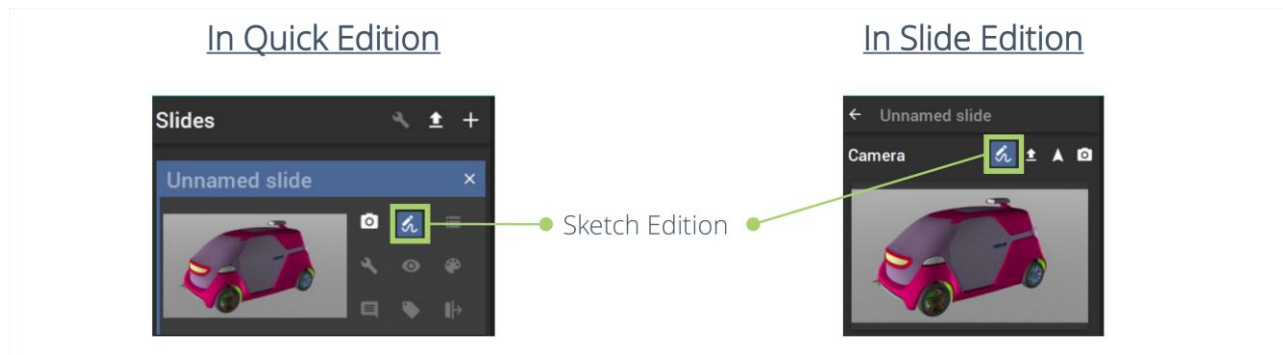 In Quick Edition
In Slide Edition
Slides
Unnamed slide
Sketch Edition
Unnamed slide
Camera